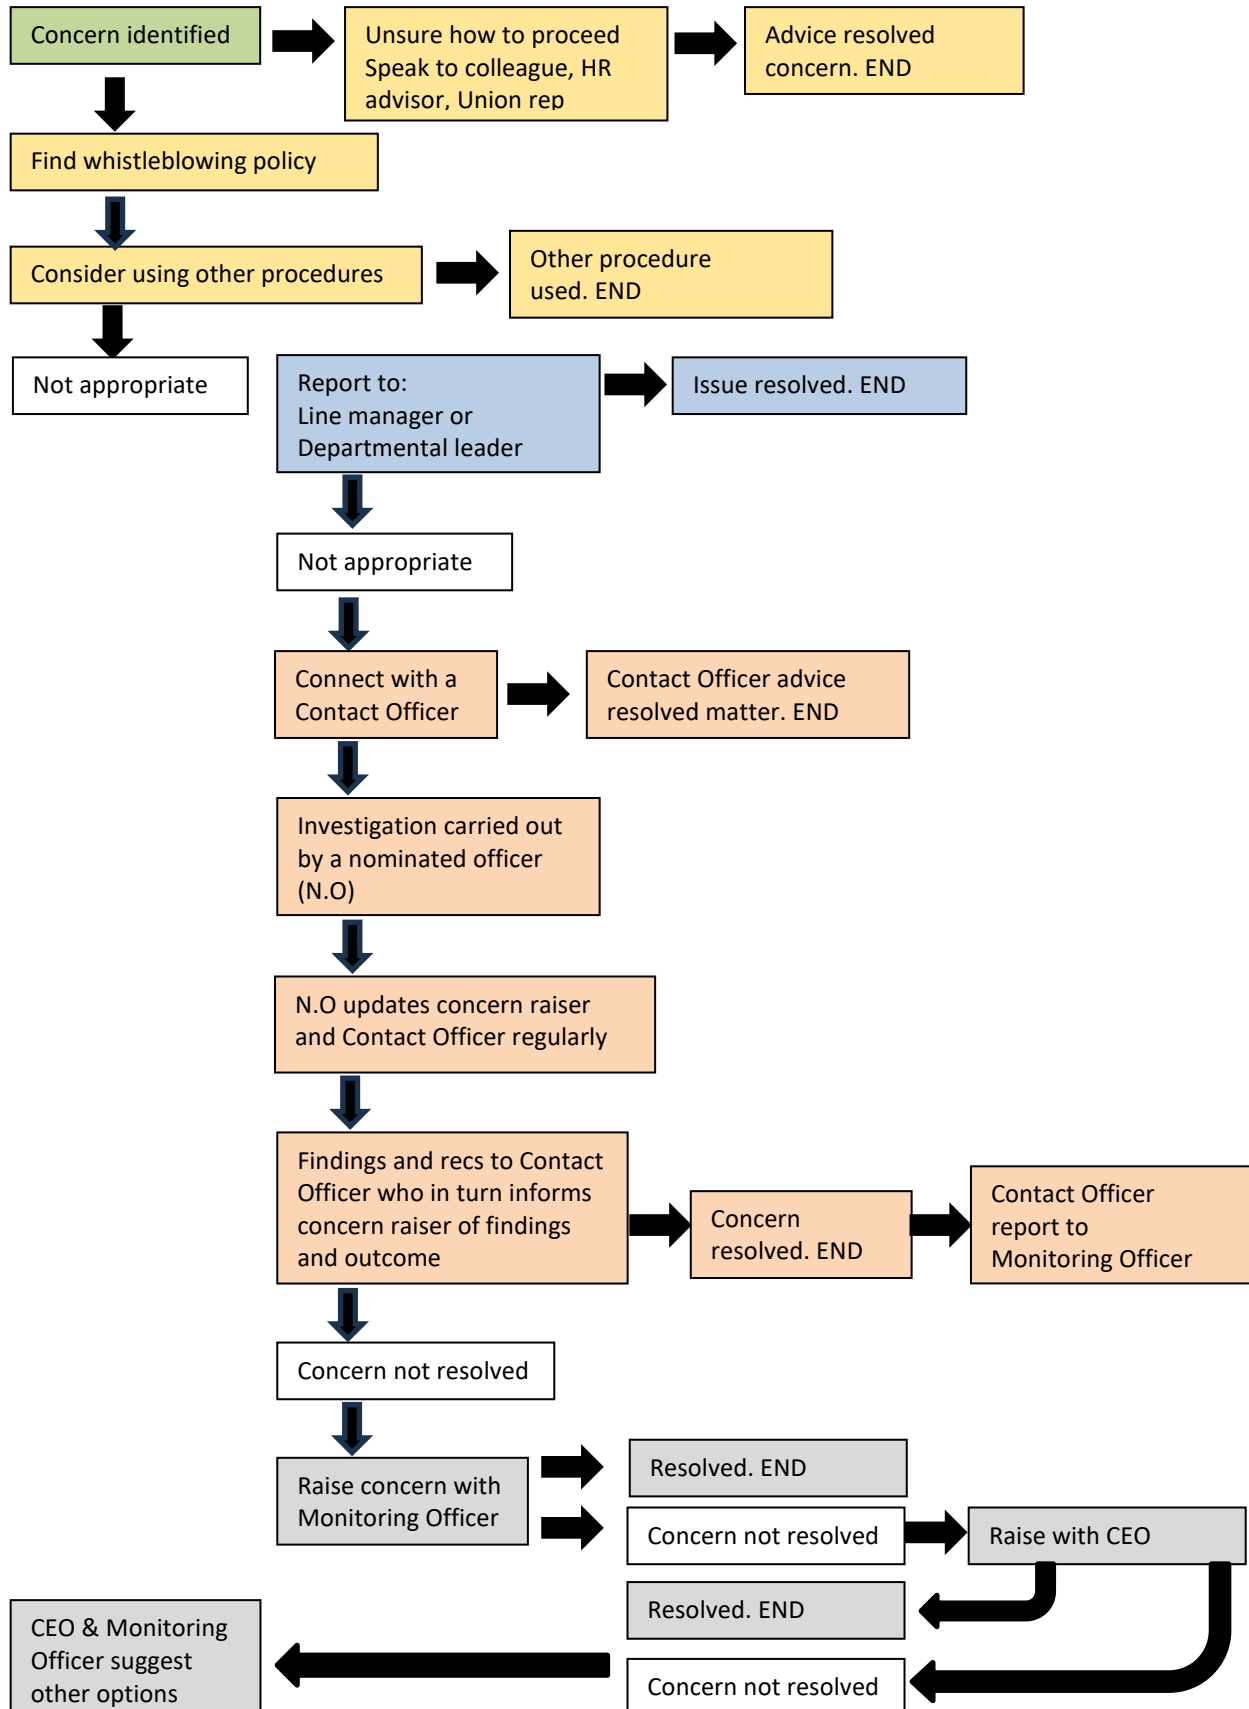 Concern identified
Unsure how to proceed
Speak to colleague, HR
advisor, Union rep
Advice resolved
concern. END
Find whistleblowing policy
Consider using other procedures
Other procedure
used. END
Not appropriate
Report to:
Line manager or
Departmental leader
Issue resolved. END
Not appropriate
Connect with a
Contact Officer
Contact Officer advice
resolved matter. END
Investigation carried out
by a nominated officer
(N.O)
N.O updates concern raiser
and Contact Officer regularly
Findings and recs to Contact
Officer who in turn informs
concern raiser of findings
and outcome
Concern
resolved. END
Contact Officer
report to
Monitoring Officer
Concern not resolved
Raise concern with
Monitoring Officer
Resolved. END
Concern not resolved
Raise with CEO
Resolved. END
CEO & Monitoring
Officer suggest
other options
Concern not resolved